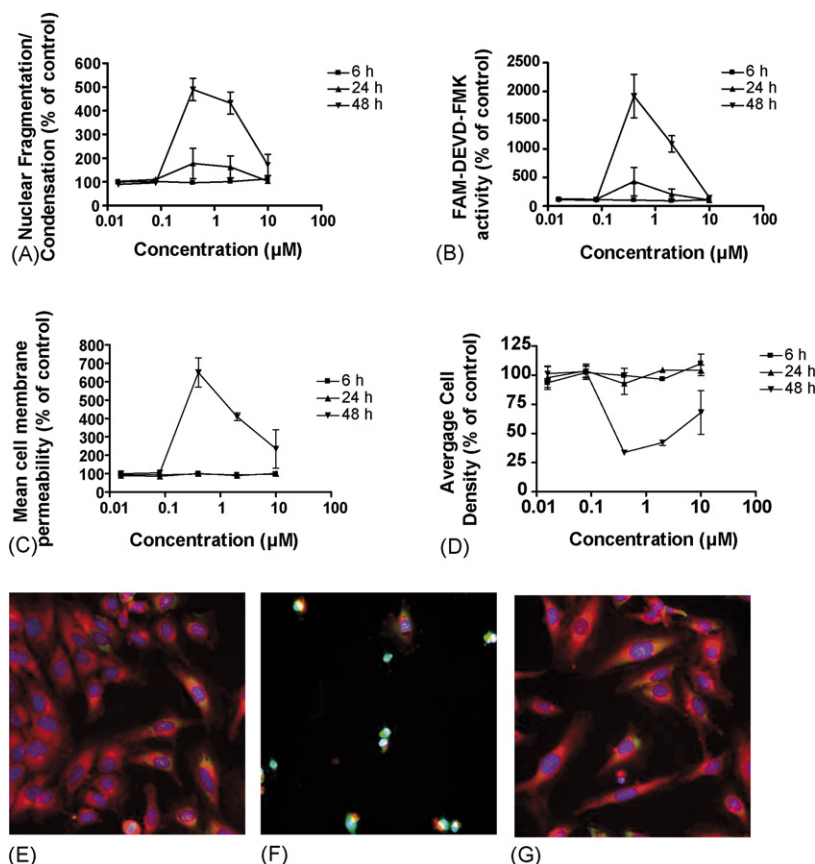 Nuclear Fragmentation/
Condensation (% of control)
600
500
400
300
200
100
0
0.01
0.1
1
10
100
6 h
24 h
48 h
Concentration (µM)
(A)
FAM-DEVD-FMK
activity (% of control)
2500
2000
1500
1000
500
0
0.01
0.1
1
10
100
6 h
24 h
48 h
Concentration (µM)
(B)
Mean cell membrane
permeability (% of control)
800
700
600
500
400
300
200
100
0.01
0.1
1
10
100
6 h
24 h
48 h
Concentration (µM)
(C)
Avergage Cell
Density (% of control)
125
100
75
50
25
0
0.01
0.1
1
10
100
6 h
24 h
48 h
Concentration (µM)
(D)
(E)
(F)
(G)